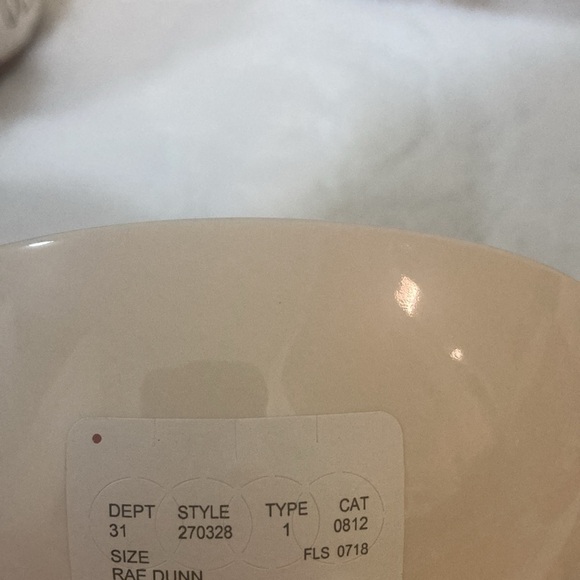 DEPT STYLE TYPE CAT
31 270328 1 0812
SIZE FLS 0718
RAE DUNN